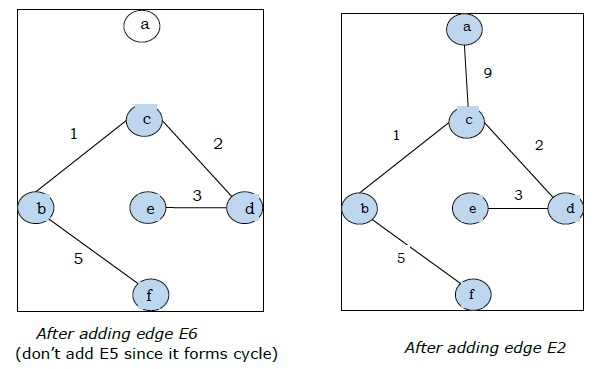 a
c
1
2
b
e
3
d
5
f
After adding edge E6
(don't add E5 since it forms cycle)
a
9
c
1
2
b
e
3
d
5
f
After adding edge E2